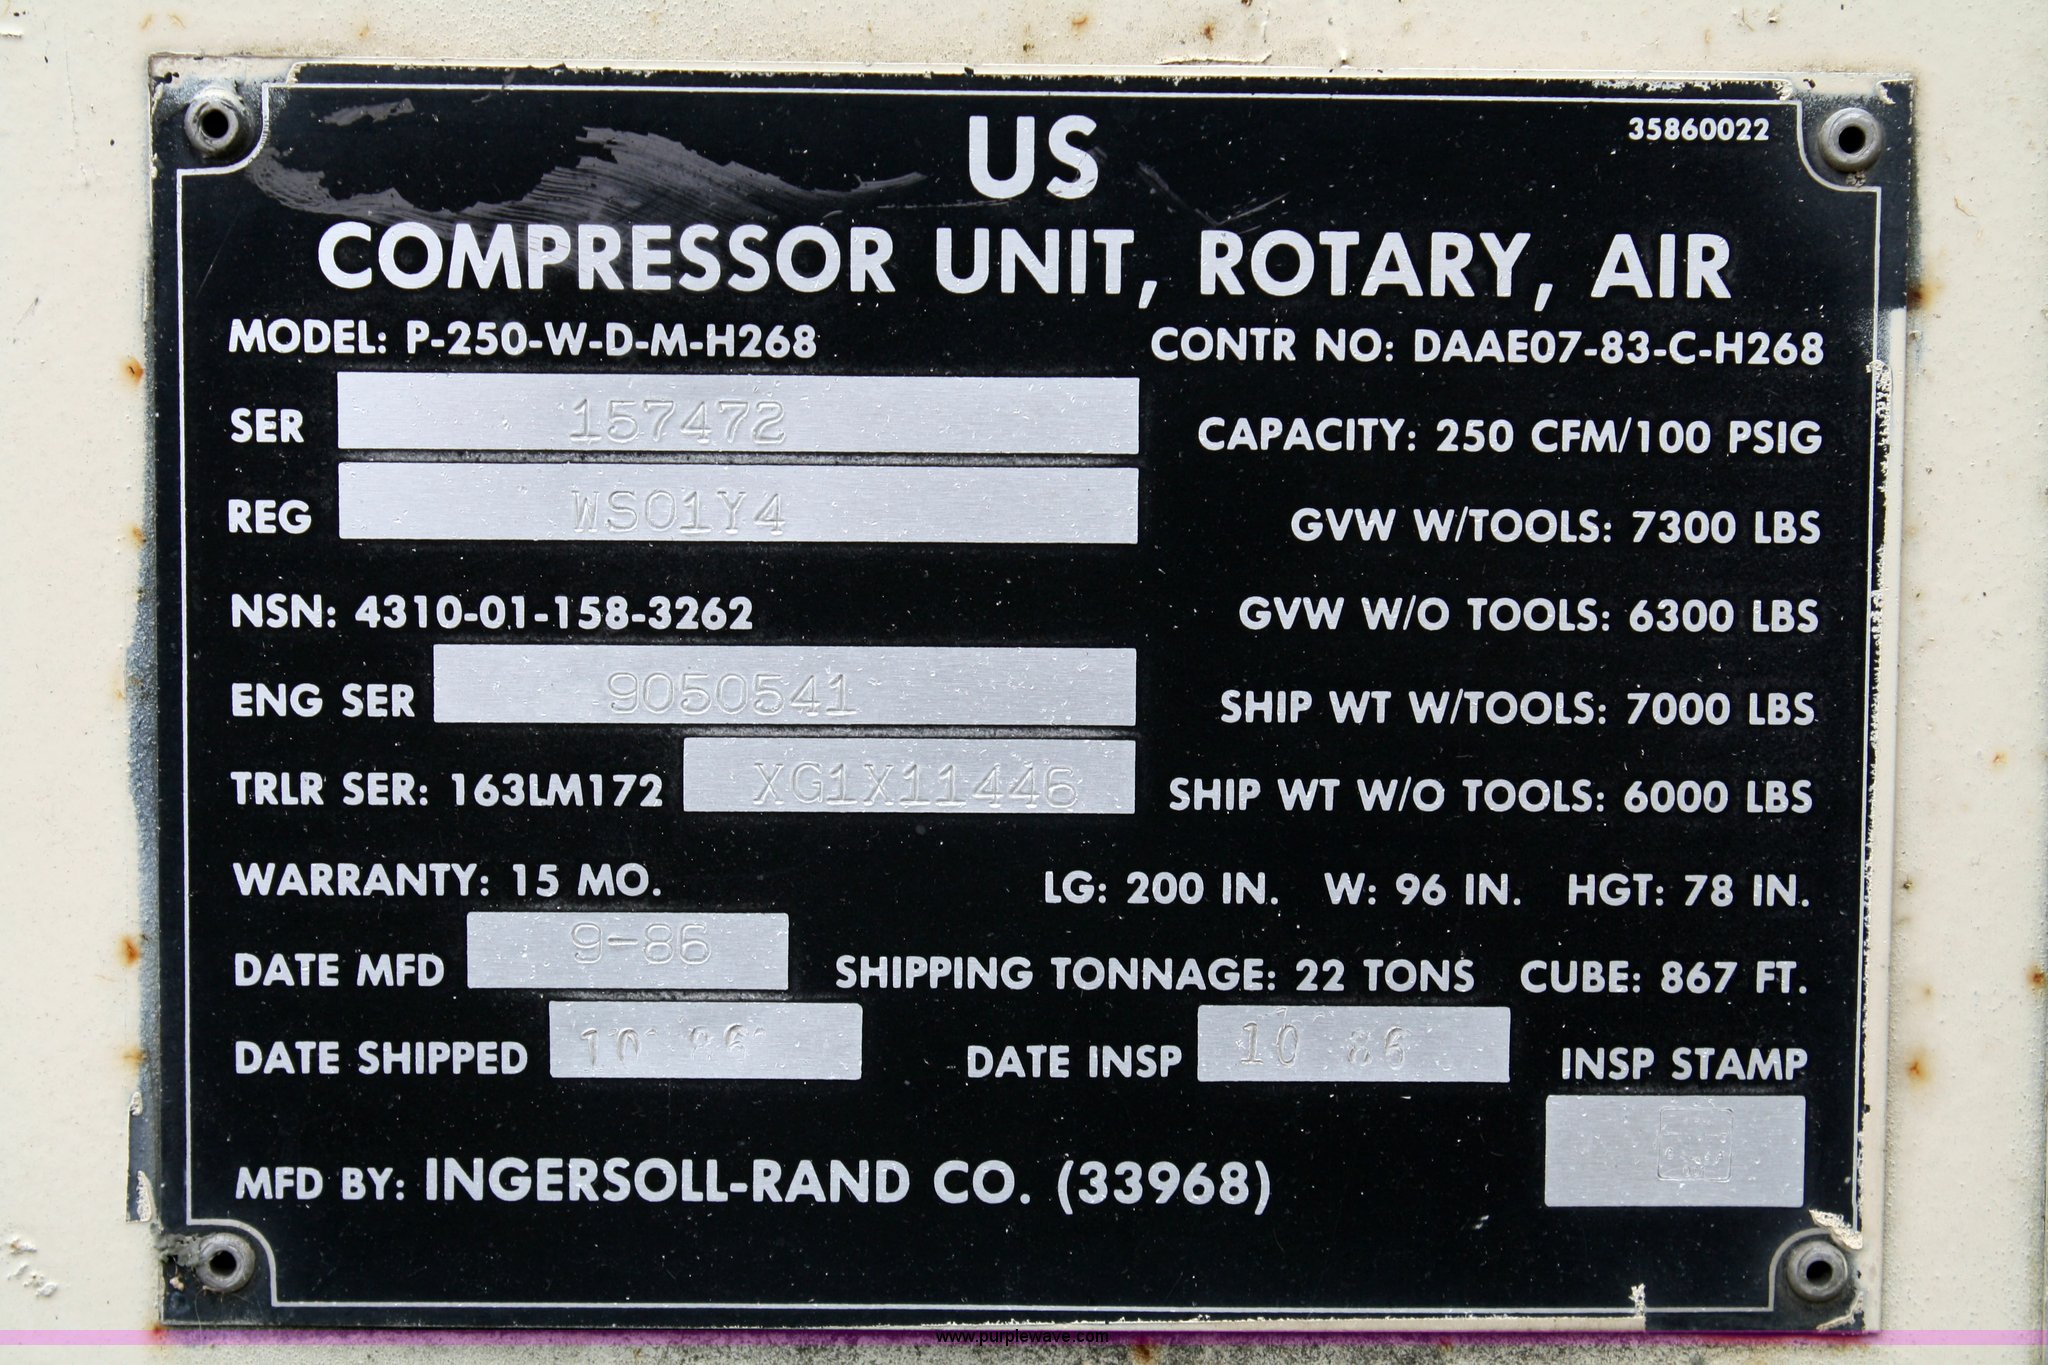 35860022
US
COMPRESSOR UNIT, ROTARY, AIR
MODEL: P-250-W-D-M-H268
CONTR NO: DAAE07-83-C-H268
SER 157472
CAPACITY: 250 CFM/100 PSIG
REG WS01Y4
GVW W/TOOLS: 7300 LBS
NSN: 4310-01-158-3262
GVW W/O TOOLS: 6300 LBS
ENG SER 9050541
SHIP WT W/TOOLS: 7000 LBS
TRLR SER: 163LM172 XG1X11446
SHIP WT W/O TOOLS: 6000 LBS
WARRANTY: 15 MO.
LG: 200 IN. W: 96 IN. HGT: 78 IN.
DATE MFD 9-86
SHIPPING TONNAGE: 22 TONS CUBE: 867 FT.
DATE SHIPPED 10 86
DATE INSP 10 86
INSP STAMP
MFD BY: INGERSOLL-RAND CO. (33968)
www.purplewave.com